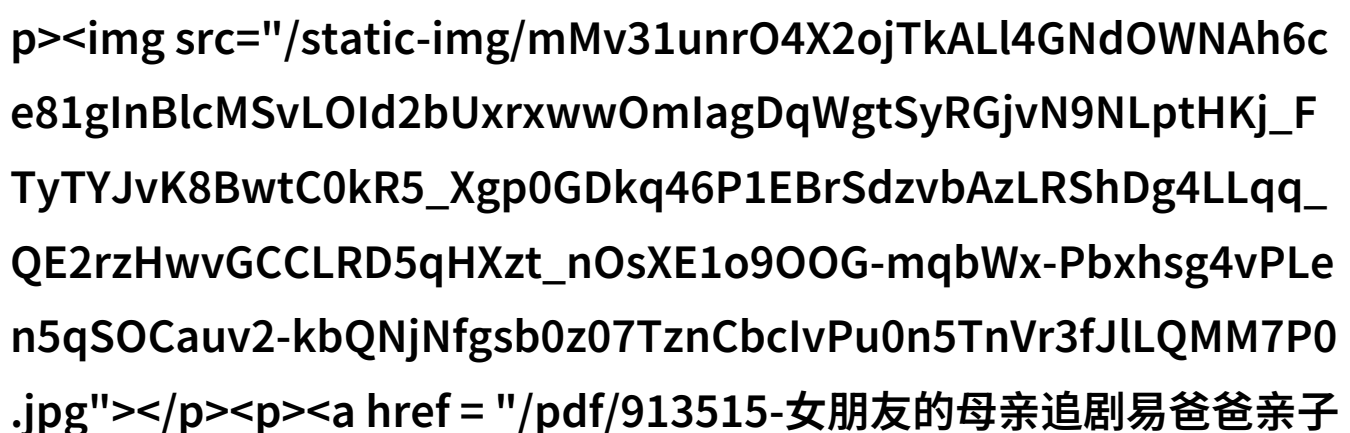 p><img src="/static-img/mMv31unrO4X2ojTkALl4GNdOWNAh6c
e81gInBlcMSvLOId2bUxrxwwOmIagDqWgtSyRGjvN9NLptHKj_F
TyTYJvK8BwtC0kR5_Xgp0GDkq46P1EBrSdzvbAzLRShDg4LLqq_
QE2rzHwvGCCLRD5qHXzt_nOsXE1o9OOG-mqbWx-Pbxhsg4vPLe
n5qSOCauv2-kbQNjNfgsb0z07TznCbcIvPu0n5TnVr3fJlLQMM7P0
.jpg"></p><p><a href = "/pdf/913515-女朋友的母亲追剧易爸爸亲子